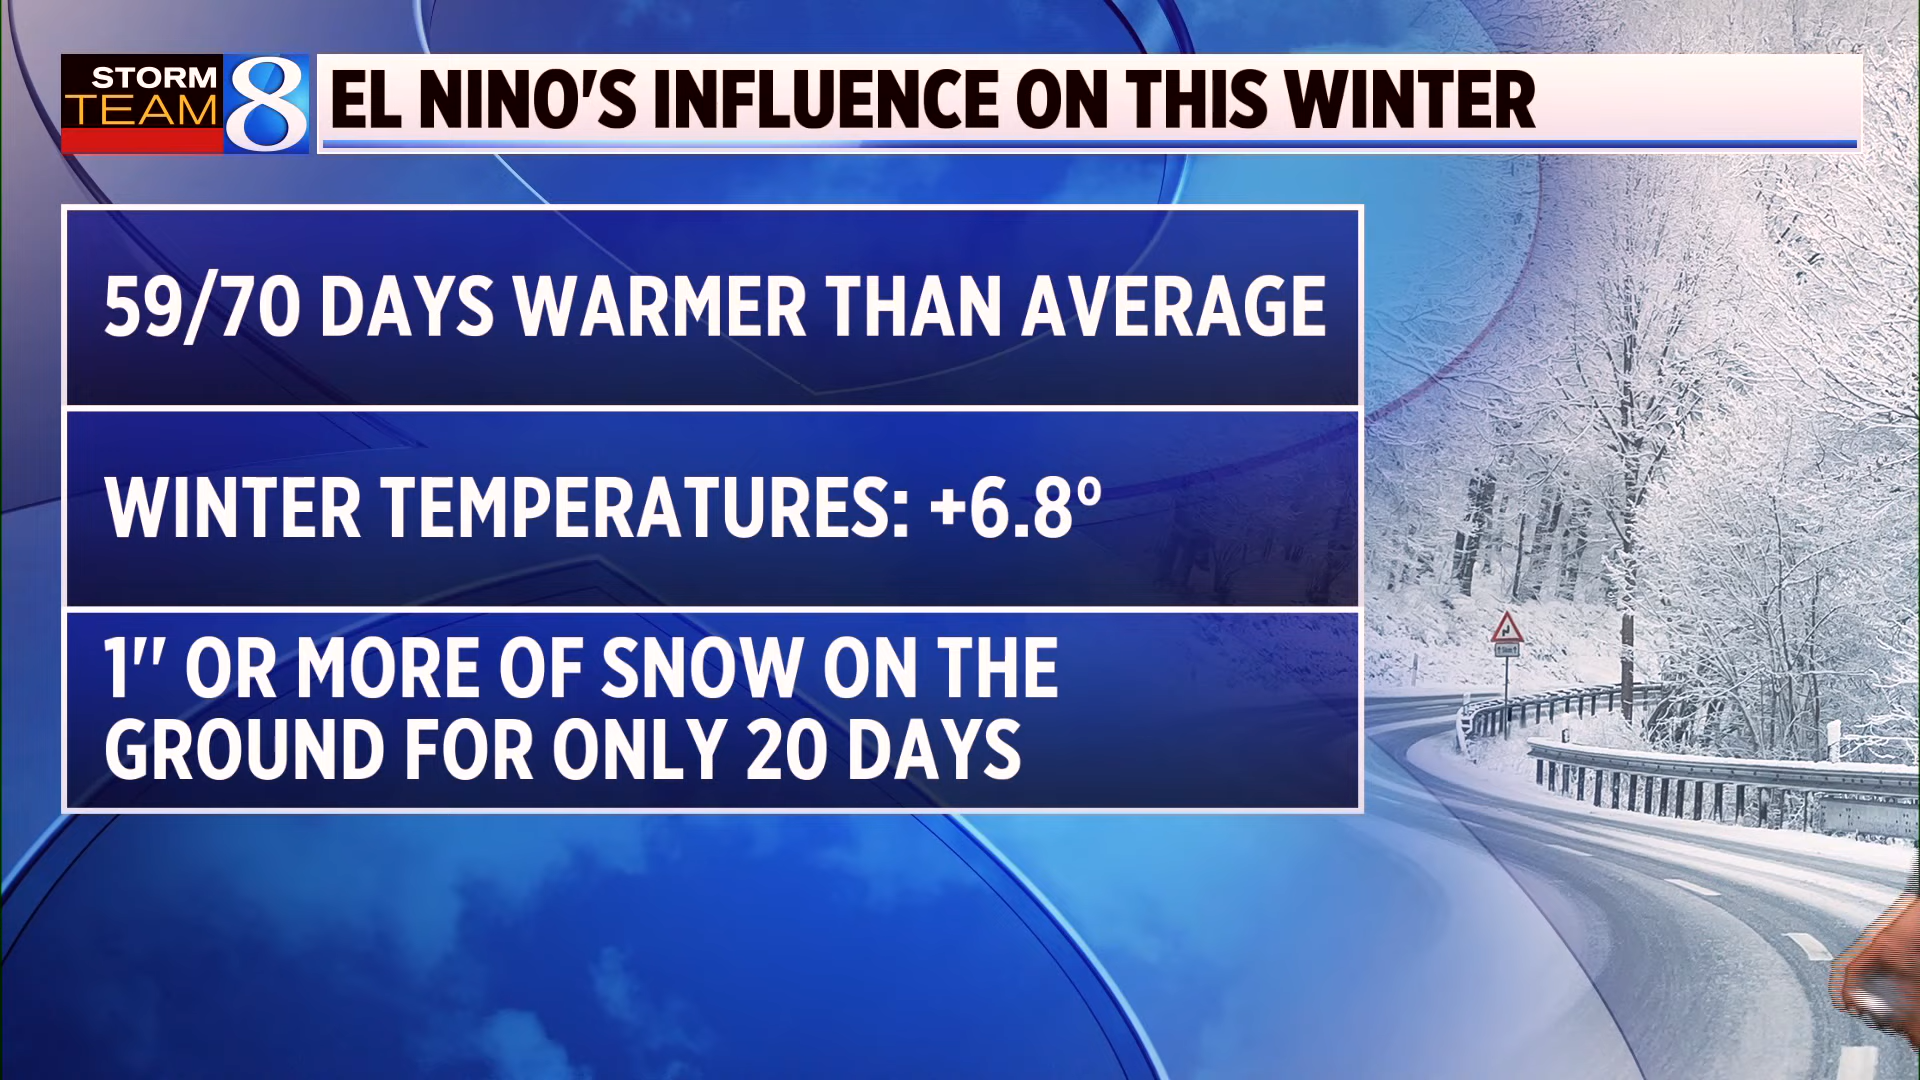 STORM
TEAM
8
EL NINO'S INFLUENCE ON THIS WINTER
59/70 DAYS WARMER THAN AVERAGE
WINTER TEMPERATURES: +6.8º
1" OR MORE OF SNOW ON THE
GROUND FOR ONLY 20 DAYS